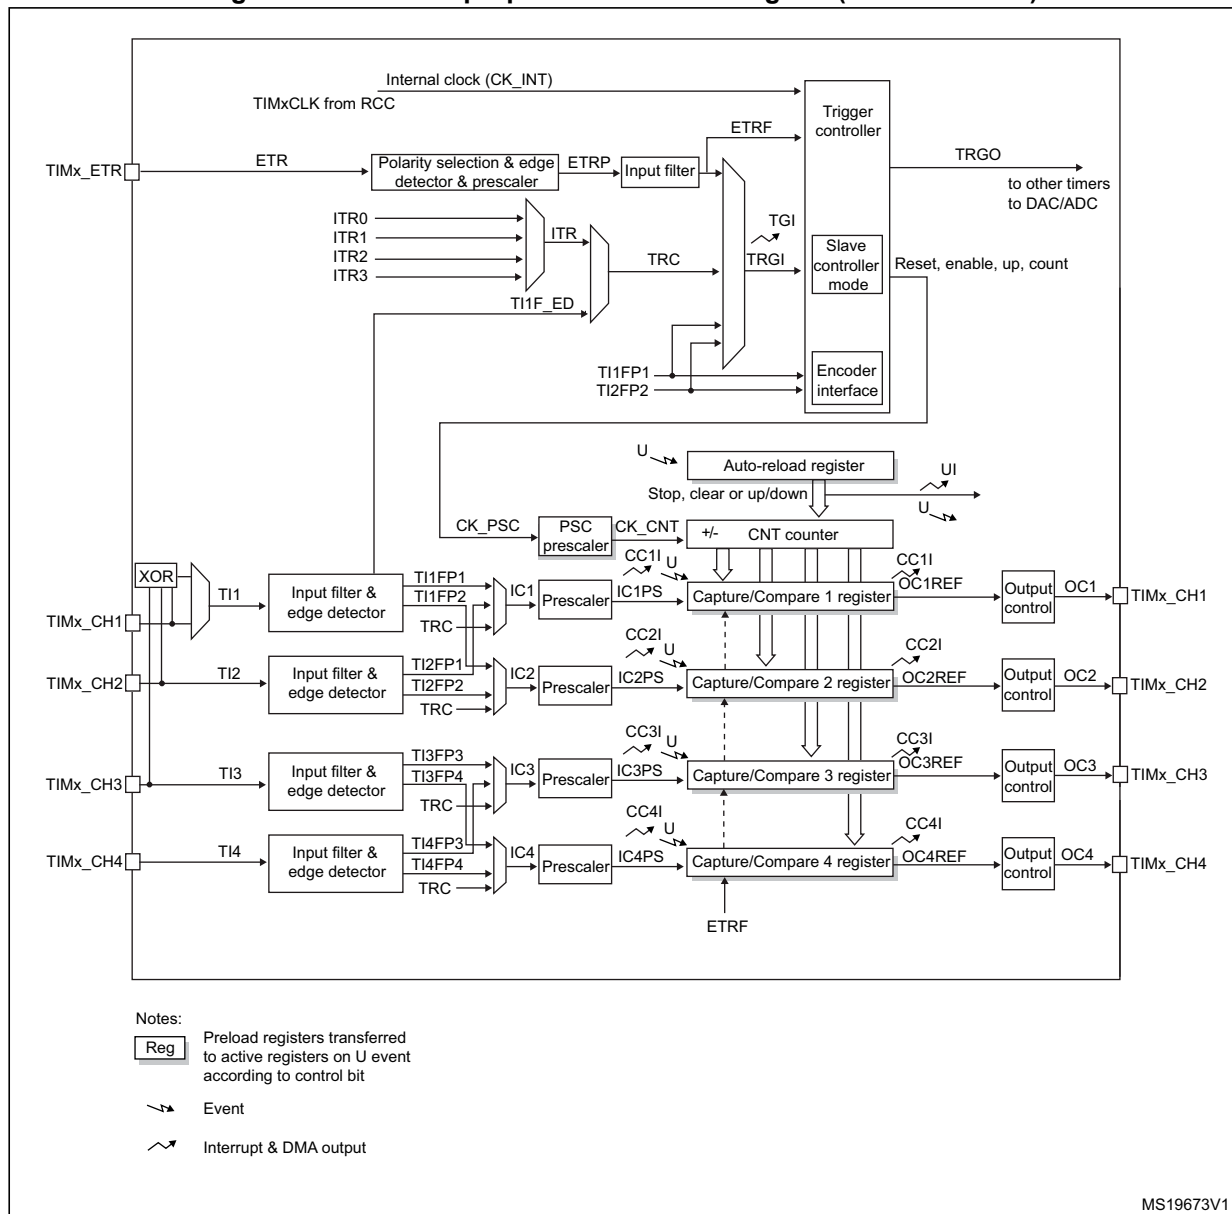 Internal clock (CK_INT)
TIMxCLK from RCC
Trigger
controller
ETRF
TIMx_ETR
ETR
Polarity selection & edge
detector & prescaler
ETRP
Input filter
TRGO
to other timers
to DAC/ADC
ITR0
ITR1
ITR2
ITR3
ITR
TRC
TGI
TRGI
Slave
controller
mode
Reset, enable, up, count
TI1F_ED
TI1FP1
TI2FP2
Encoder
interface
U
Auto-reload register
Stop, clear or up/down
UI
U
CK_PSC
PSC
prescaler
CK_CNT
+/-
CNT counter
XOR
TI1
Input filter &
edge detector
TI1FP1
TI1FP2
TRC
IC1
Prescaler
IC1PS
CC1I
U
Capture/Compare 1 register
CC1I
OC1REF
Output
control
OC1
TIMx_CH1
TIMx_CH1
TIMx_CH2
TI2
Input filter &
edge detector
TI2FP1
TI2FP2
TRC
IC2
Prescaler
IC2PS
CC2I
U
Capture/Compare 2 register
CC2I
OC2REF
Output
control
OC2
TIMx_CH2
TIMx_CH3
TI3
Input filter &
edge detector
TI3FP3
TI3FP4
TRC
IC3
Prescaler
IC3PS
CC3I
U
Capture/Compare 3 register
CC3I
OC3REF
Output
control
OC3
TIMx_CH3
TIMx_CH4
TI4
Input filter &
edge detector
TI4FP3
TI4FP4
TRC
IC4
Prescaler
IC4PS
CC4I
U
Capture/Compare 4 register
CC4I
OC4REF
Output
control
OC4
TIMx_CH4
ETRF
Notes:
Reg
Preload registers transferred
to active registers on U event
according to control bit
Event
Interrupt & DMA output
MS19673V1